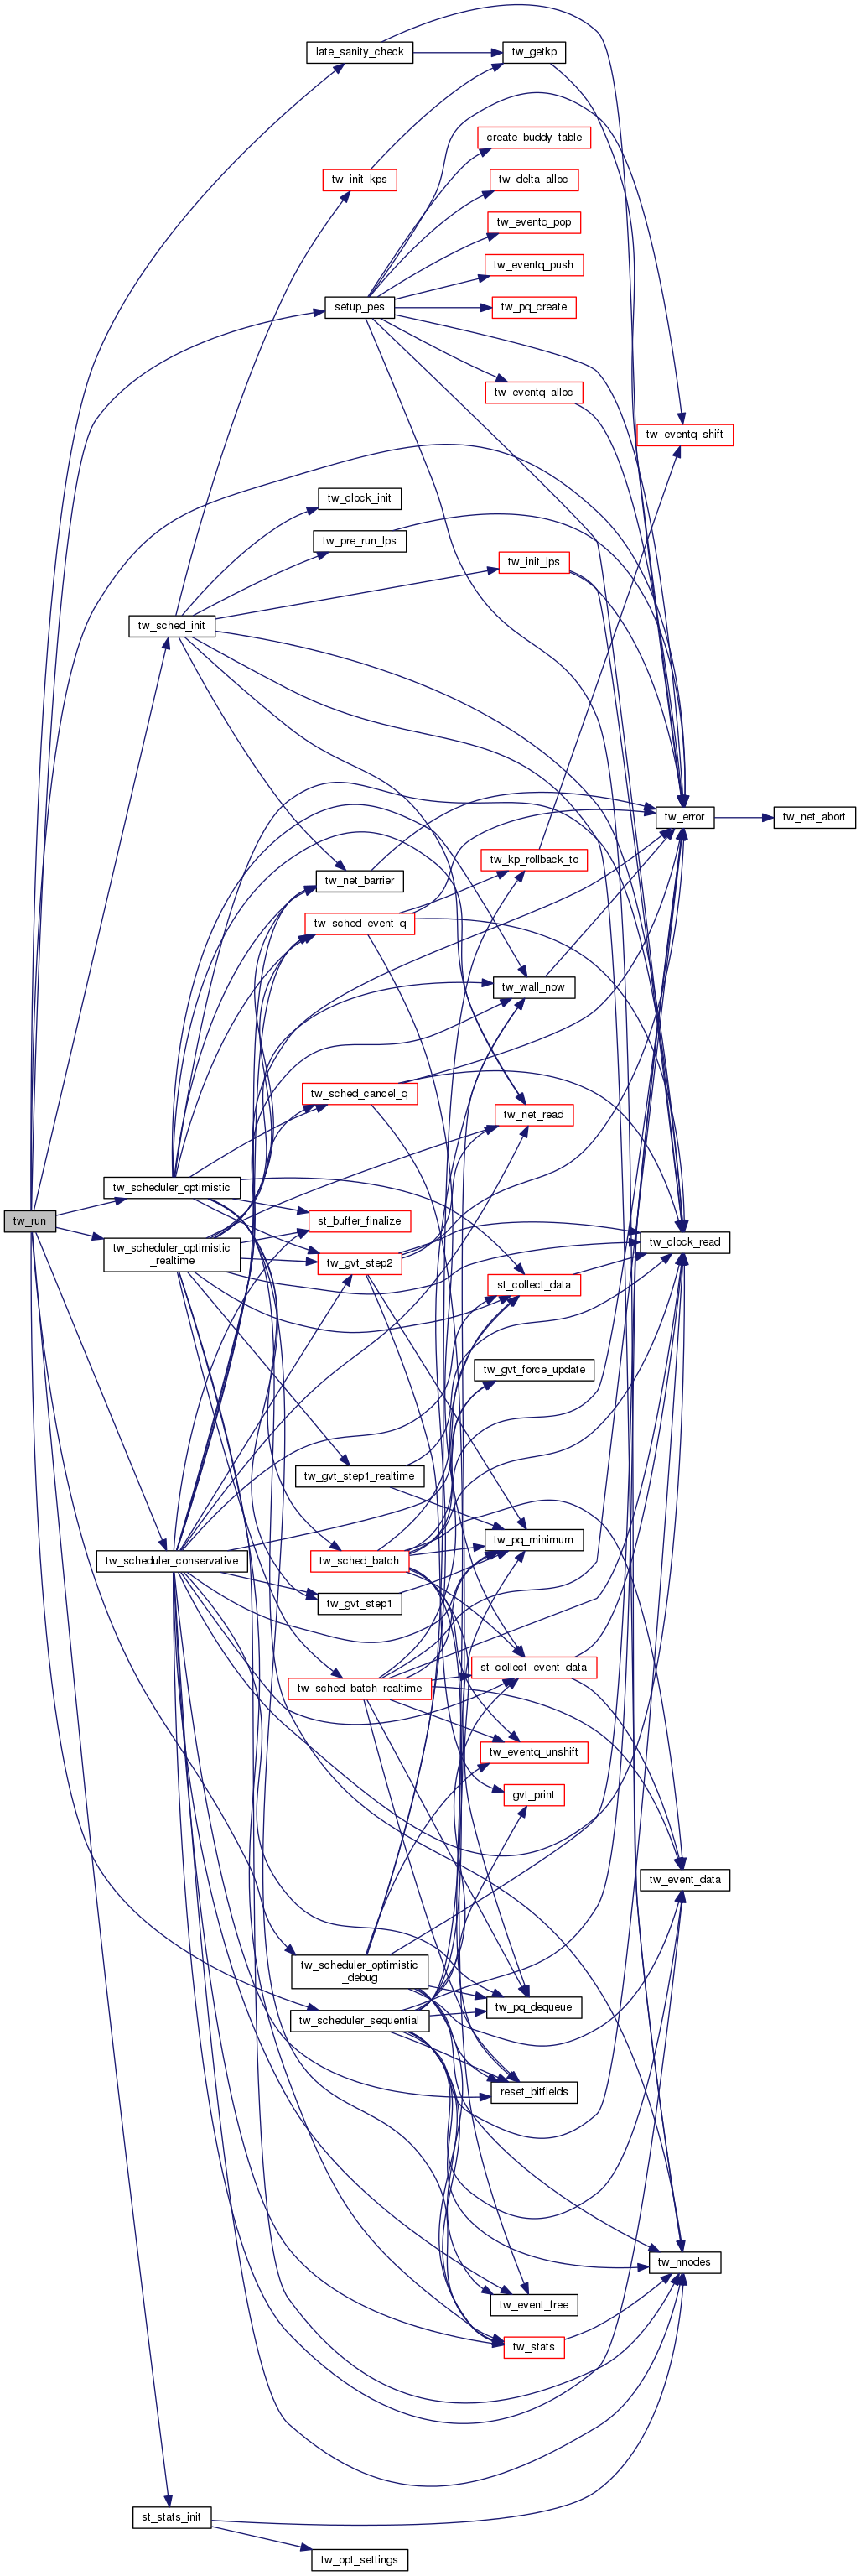 late_sanity_check
tw_getkp
create_buddy_table
tw_init_kps
tw_delta_alloc
tw_eventq_pop
tw_eventq_push
setup_pes
tw_pq_create
tw_eventq_alloc
tw_eventq_shift
tw_clock_init
tw_pre_run_lps
tw_init_lps
tw_sched_init
tw_error
tw_net_abort
tw_kp_rollback_to
tw_net_barrier
tw_sched_event_q
tw_wall_now
tw_sched_cancel_q
tw_net_read
tw_scheduler_optimistic
tw_run
st_buffer_finalize
tw_scheduler_optimistic
_realtime
tw_clock_read
tw_gvt_step2
st_collect_data
tw_gvt_force_update
tw_gvt_step1_realtime
tw_pq_minimum
tw_scheduler_conservative
tw_sched_batch
tw_gvt_step1
st_collect_event_data
tw_sched_batch_realtime
tw_eventq_unshift
gvt_print
tw_event_data
tw_scheduler_optimistic
_debug
tw_pq_dequeue
tw_scheduler_sequential
reset_bitfields
tw_nnodes
tw_event_free
tw_stats
st_stats_init
tw_opt_settings